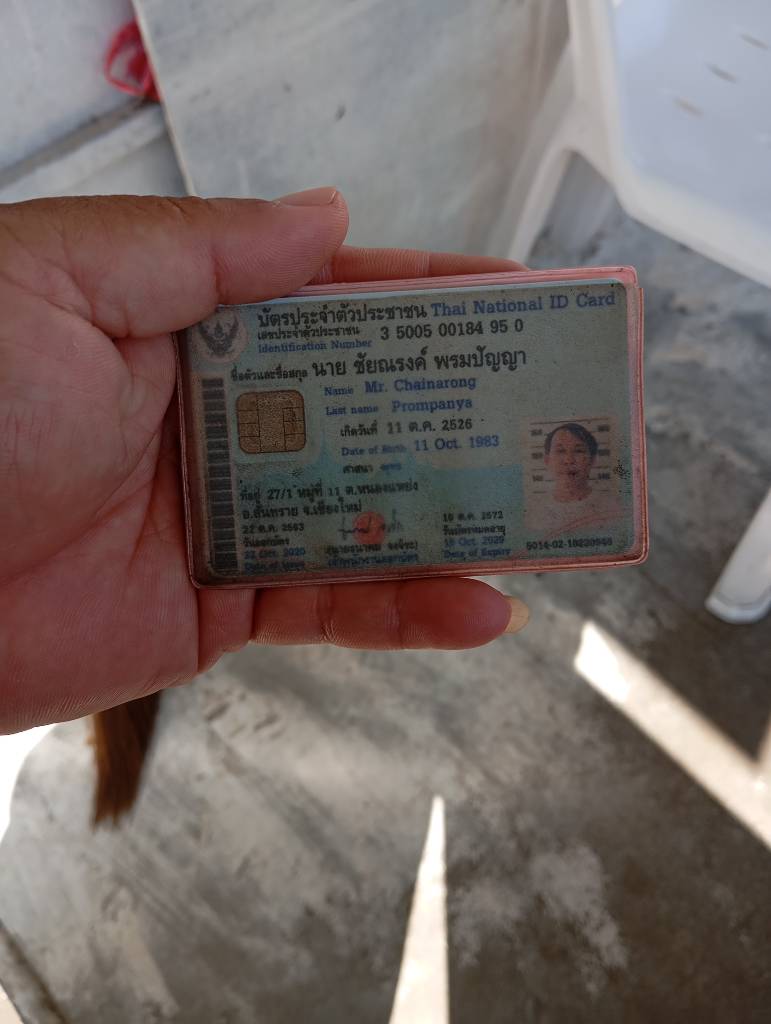 บัตรประจำตัวประชาชน Thai National ID Card
เลขประจำตัวประชาชน 3 5005 00184 95 0
Identification Number
ชื่อตัวและชื่อสกุล นาย ชัยณรงค์ พรมปัญญา
Name Mr. Chainarong
Last name Prompanya
เกิดวันที่ 11 ต.ค. 2526
Date of Birth 11 Oct. 1983
ศาสนา พุทธ
ที่อยู่ 27/1 หมู่ที่ 11 ต.หนองแหย่ง
อ.สันทราย จ.เชียงใหม่
22 ต.ค. 2563
วันออกบัตร
22 Oct. 2020
Date of Issue
เจ้าพนักงานออกบัตร
10 ต.ค. 2572
วันบัตรหมดอายุ
10 Oct. 2029
Date of Expiry